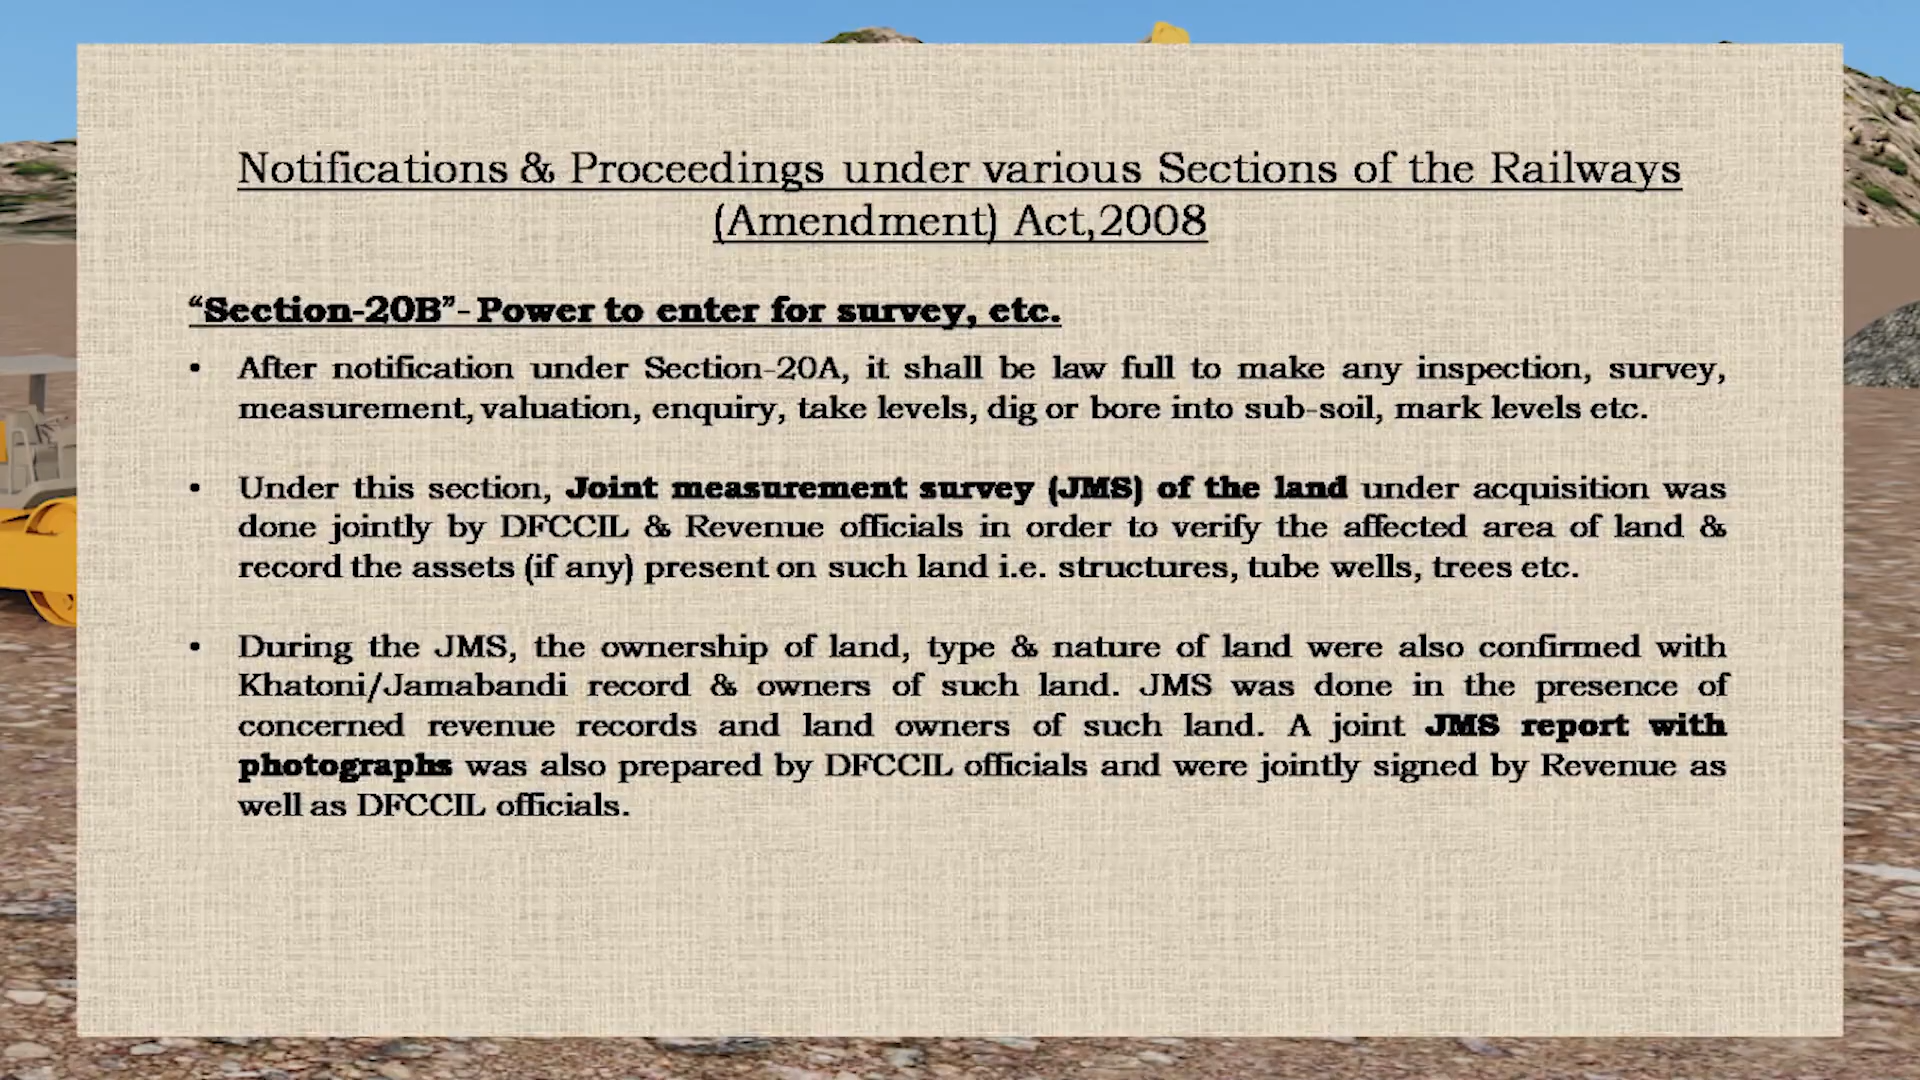 Notifications & Proceedings under various Sections of the Railways
(Amendment) Act,2008
“Section-20B”- Power to enter for survey, etc.
• After notification under Section-20A, it shall be law full to make any inspection, survey,
measurement, valuation, enquiry, take levels, dig or bore into sub-soil, mark levels etc.
• Under this section, Joint measurement survey (JMS) of the land under acquisition was
done jointly by DFCCIL & Revenue officials in order to verify the affected area of land &
record the assets (if any) present on such land i.e. structures, tube wells, trees etc.
• During the JMS, the ownership of land, type & nature of land were also confirmed with
Khatoni/Jamabandi record & owners of such land. JMS was done in the presence of
concerned revenue records and land owners of such land. A joint JMS report with
photographs was also prepared by DFCCIL officials and were jointly signed by Revenue as
well as DFCCIL officials.